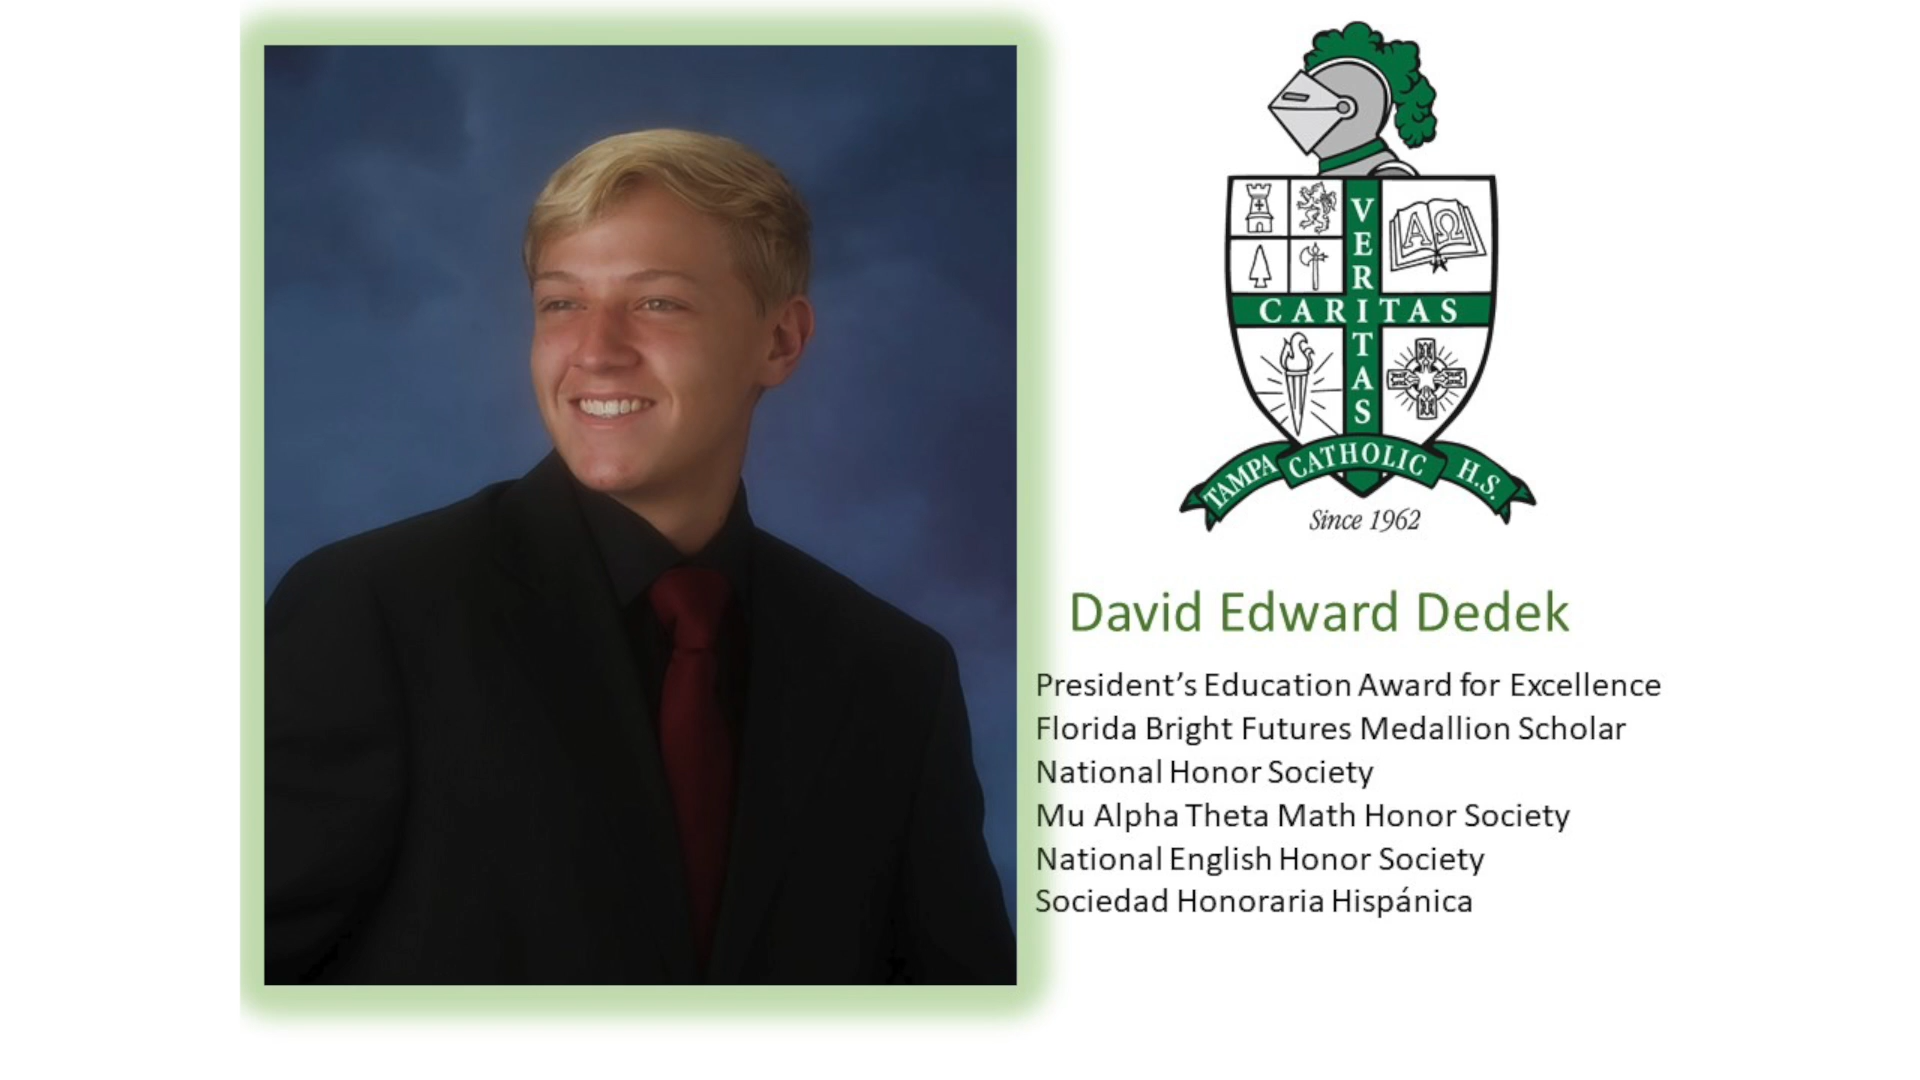 VERITAS
CARITAS
ΑΩ
TAMPA CATHOLIC H.S.
Since 1962
David Edward Dedek
President’s Education Award for Excellence
Florida Bright Futures Medallion Scholar
National Honor Society
Mu Alpha Theta Math Honor Society
National English Honor Society
Sociedad Honoraria Hispánica